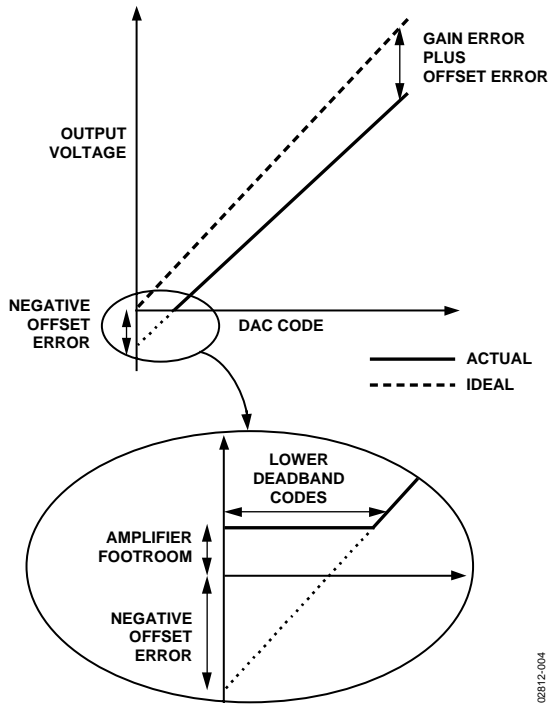 GAIN ERROR
PLUS
OFFSET ERROR
OUTPUT
VOLTAGE
NEGATIVE
OFFSET
ERROR
DAC CODE
ACTUAL
IDEAL
LOWER
DEADBAND
CODES
AMPLIFIER
FOOTROOM
NEGATIVE
OFFSET
ERROR
02812-004